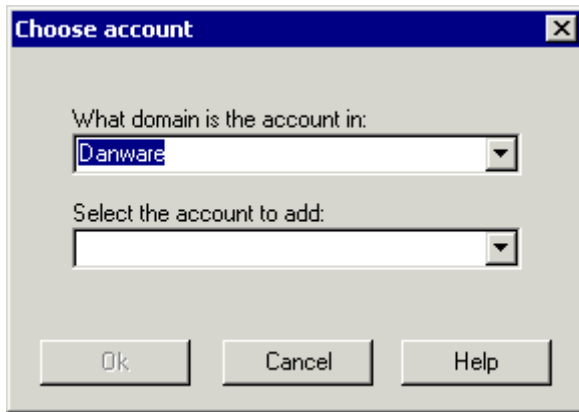 Choose account
What domain is the account in:
Danware
Select the account to add:
Ok Cancel Help